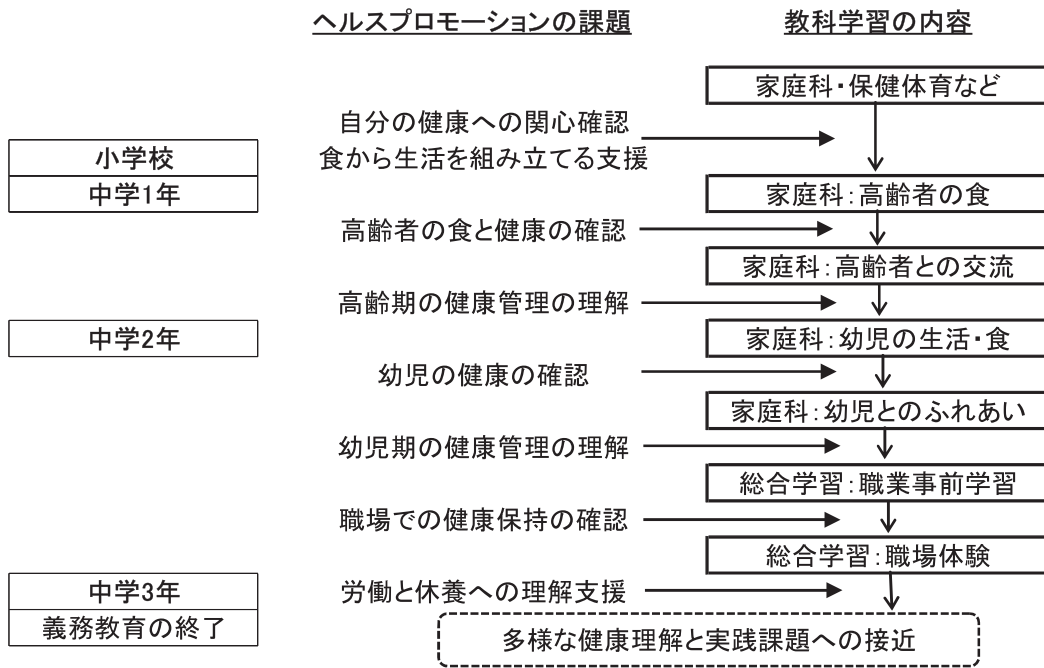 ヘルスプロモーションの課題
教科学習の内容
家庭科・保健体育など
自分の健康への関心確認
小学校
食から生活を組み立てる支援
中学1年
家庭科:高齢者の食
高齢者の食と健康の確認
家庭科:高齢者との交流
高齢期の健康管理の理解
中学2年
家庭科:幼児の生活・食
幼児の健康の確認
家庭科:幼児とのふれあい
幼児期の健康管理の理解
総合学習:職業事前学習
職場での健康保持の確認
総合学習:職場体験
中学3年
労働と休養への理解支援
義務教育の終了
多様な健康理解と実践課題への接近